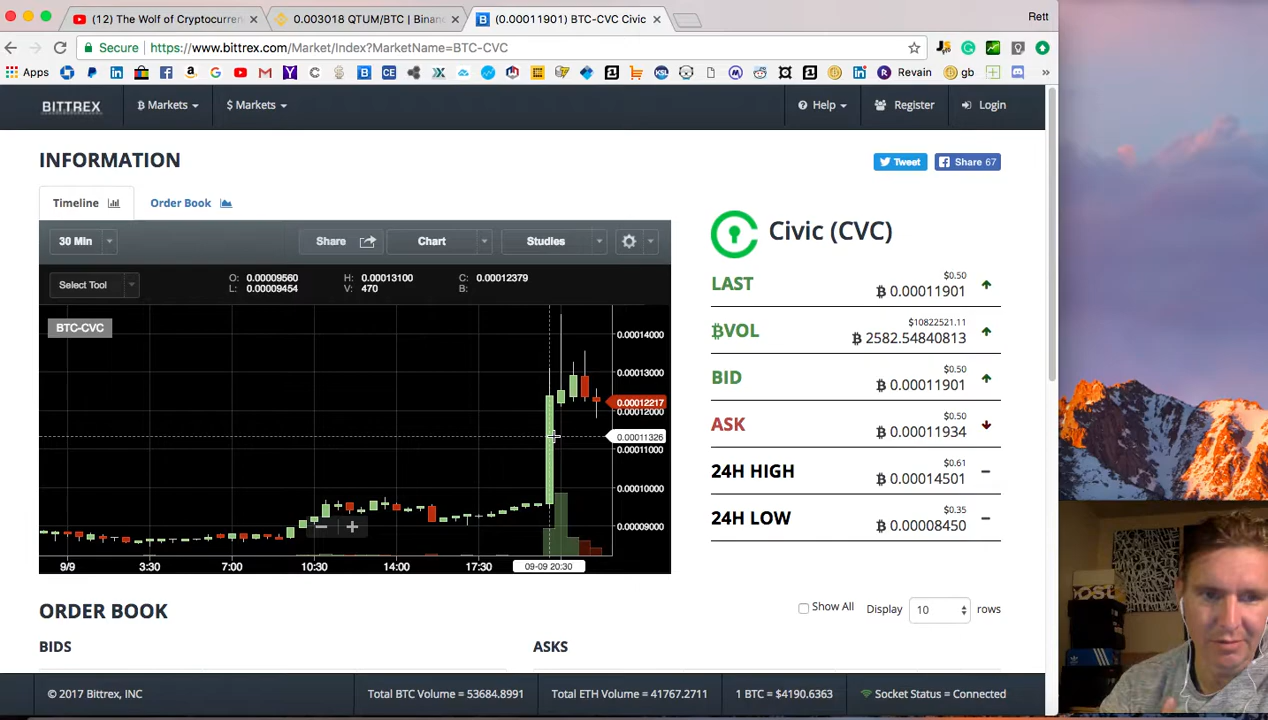 (12) The Wolf of Cryptocurren
0.003018 QTUM/BTC | Binan
(0.00011901) BTC-CVC Civic
Rett
Secure
https://www.bittrex.com/Market/Index?MarketName=BTC-CVC
Apps
Revain
gb
BITTREX
₿ Markets
$ Markets
Help
Register
Login
INFORMATION
Tweet
Share 67
Timeline
Order Book
30 Min
Share
Chart
Studies
Select Tool
O: 0.00009560
H: 0.00013100
C: 0.00012379
L: 0.00009454
V: 470
B:
BTC-CVC
0.00014000
0.00013000
0.00012217
0.00012000
0.00011326
0.00011000
0.00010000
0.00009000
9/9
3:30
7:00
10:30
14:00
17:30
09-09 20:30
Civic (CVC)
LAST
$0.50
₿ 0.00011901
₿VOL
$10822521.11
₿ 2582.54840813
BID
$0.50
₿ 0.00011901
ASK
$0.50
₿ 0.00011934
24H HIGH
$0.61
₿ 0.00014501
24H LOW
$0.35
₿ 0.00008450
ORDER BOOK
Show All
Display
10
rows
BIDS
ASKS
© 2017 Bittrex, INC
Total BTC Volume = 53684.8991
Total ETH Volume = 41767.2711
1 BTC = $4190.6363
Socket Status = Connected